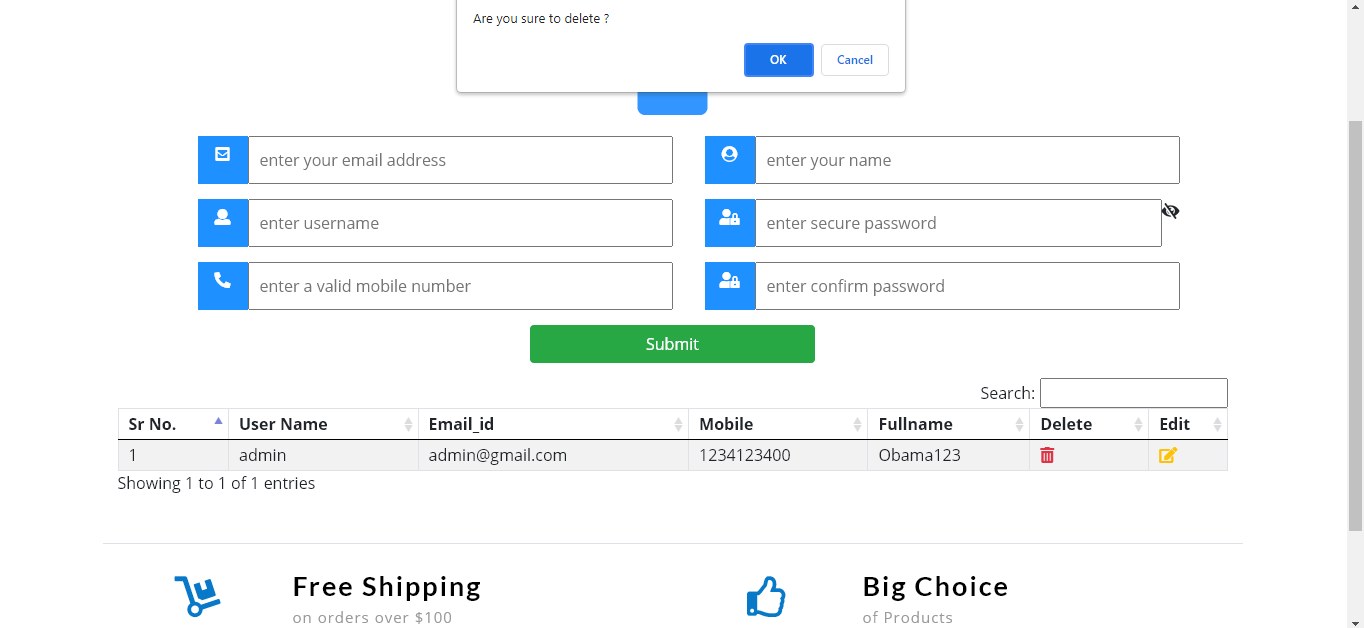 Are you sure to delete ?
OK Cancel
enter your email address enter your name
enter username enter secure password
enter a valid mobile number enter confirm password
Submit
Search:
Sr No. User Name Email_id Mobile Fullname Delete Edit
1 admin admin@gmail.com 1234123400 Obama123
Showing 1 to 1 of 1 entries
Free Shipping Big Choice
on orders over $100 of Products